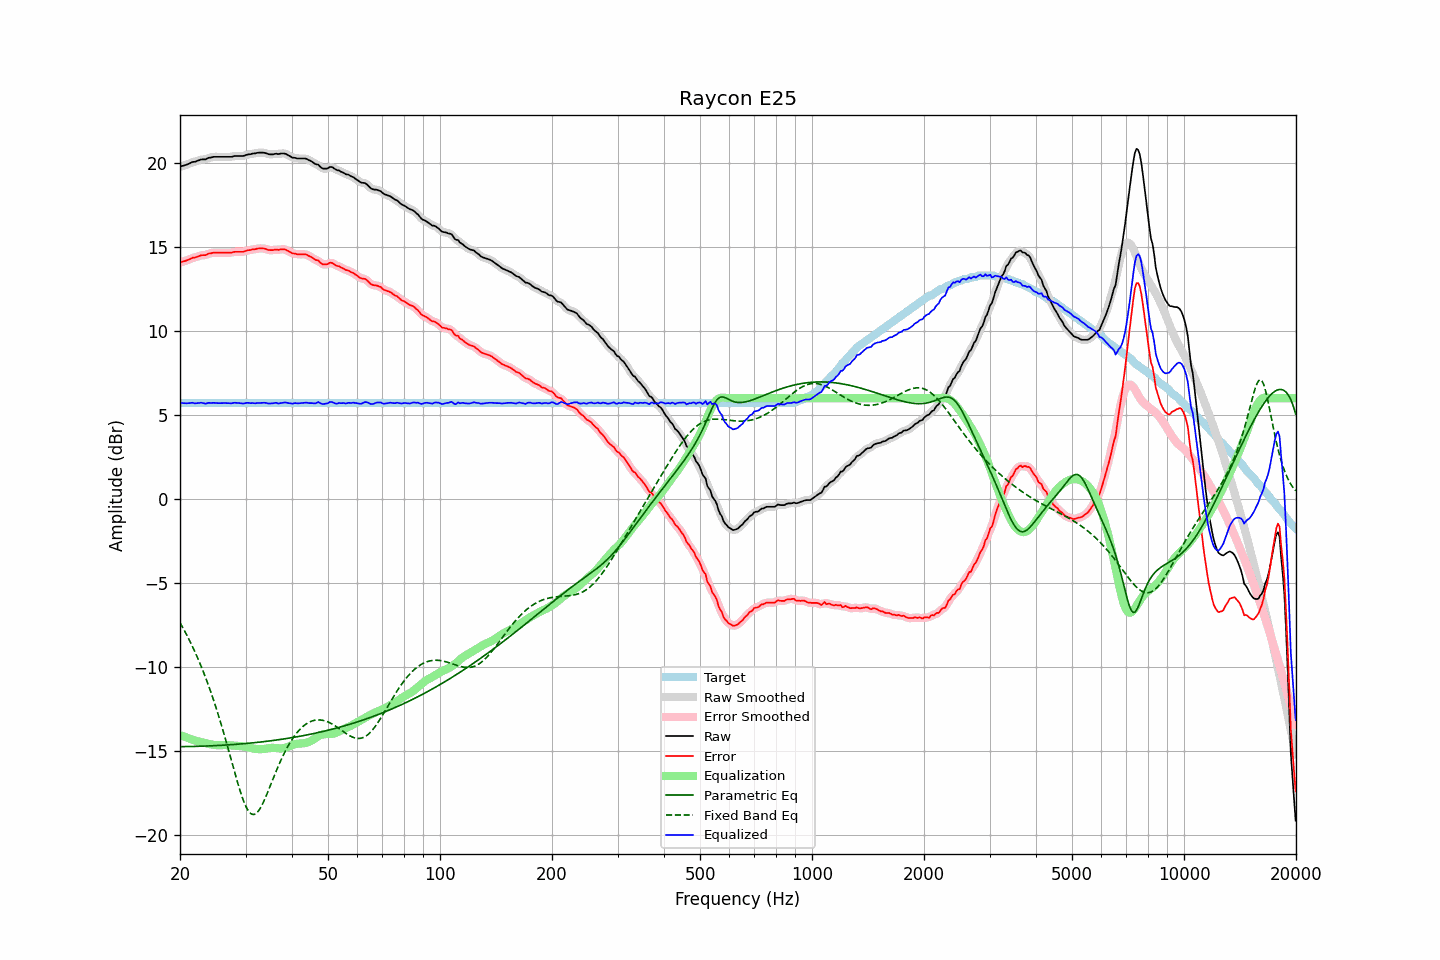 Raycon E25
Amplitude (dBr)
20
15
10
5
0
−5
−10
−15
−20
Target
Raw Smoothed
Error Smoothed
Raw
Error
Equalization
Parametric Eq
Fixed Band Eq
Equalized
20 50 100 200 500 1000 2000 5000 10000 20000
Frequency (Hz)